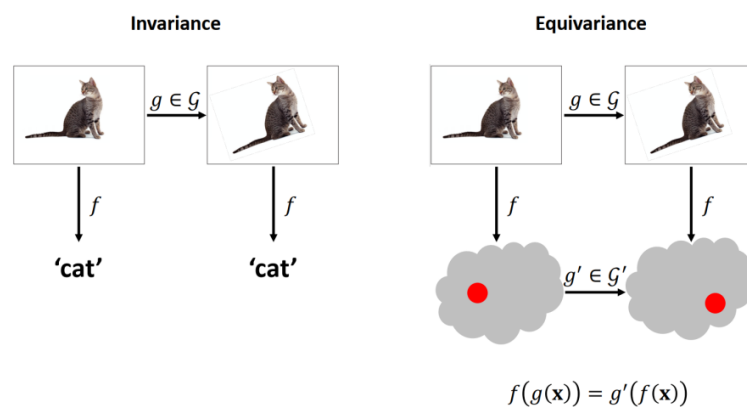 Invariance
g ∈ 𝒢
f
f
'cat'
'cat'
Equivariance
g ∈ 𝒢
f
f
g' ∈ 𝒢'
f(g(𝐱)) = g'(f(𝐱))